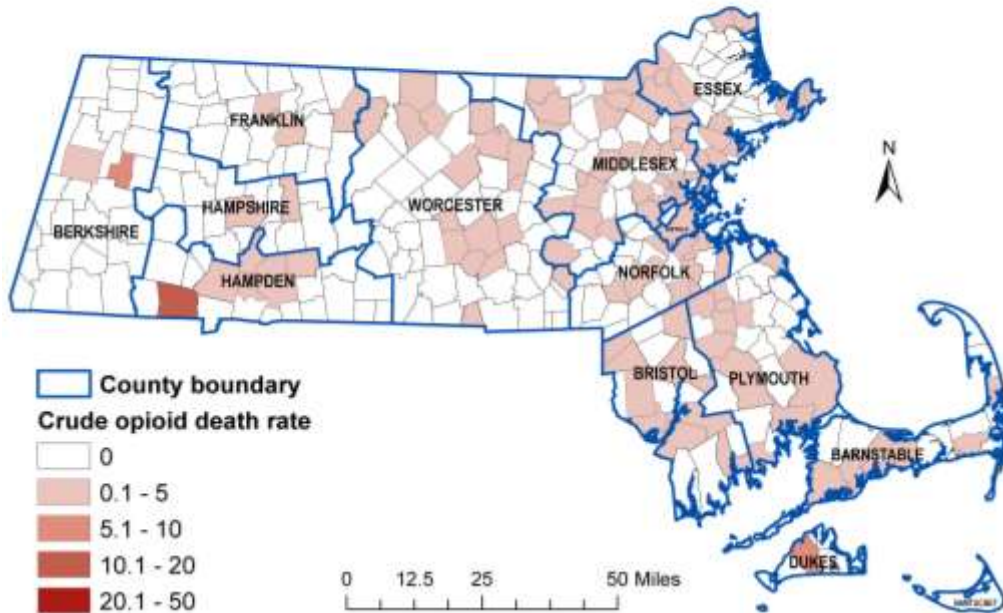 ESSEX
FRANKLIN
N
MIDDLESEX
HAMPSHIRE
WORCESTER
BERKSHIRE
HAMPDEN
NORFOLK
BRISTOL
PLYMOUTH
BARNSTABLE
DUKES
County boundary
Crude opioid death rate
0
0.1 - 5
5.1 - 10
10.1 - 20
20.1 - 50
0 12.5 25 50 Miles